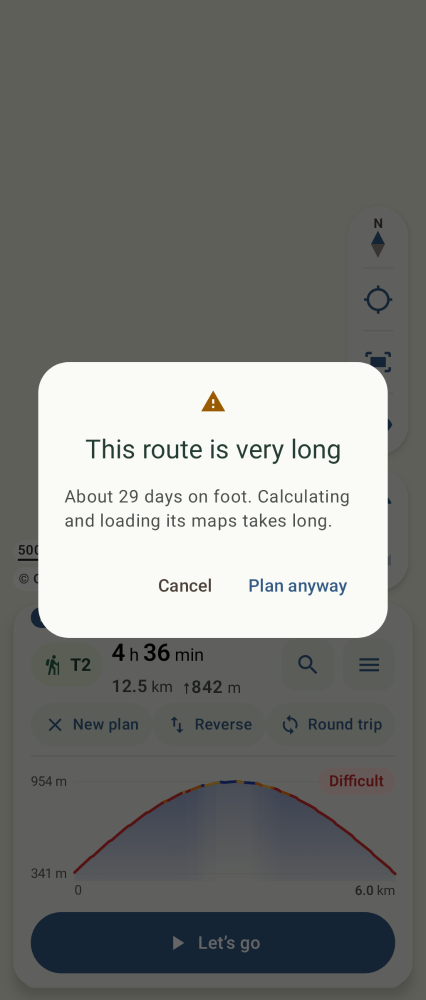 N
This route is very long
About 29 days on foot. Calculating
and loading its maps takes long.
500
© 
Cancel
Plan anyway
T2
4 h 36 min
12.5 km ↑842 m
New plan
Reverse
Round trip
954 m
Difficult
341 m
0
6.0 km
Let's go